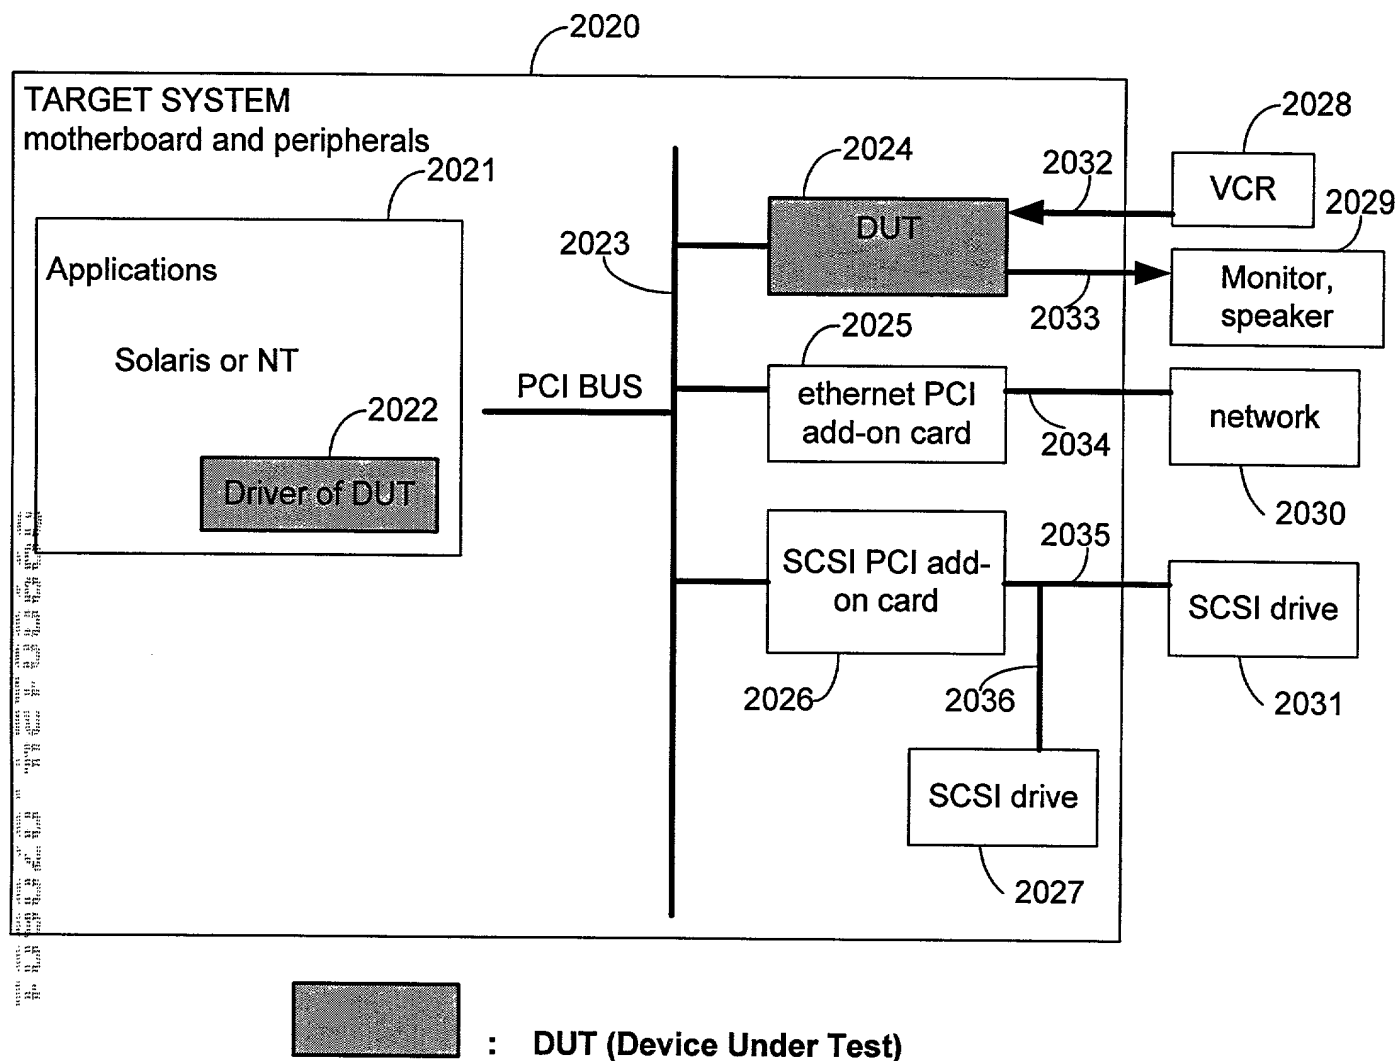 2020
TARGET SYSTEM
motherboard and peripherals
2021
2024
2032
2028
VCR
2029
DUT
2023
Applications
Monitor,
speaker
2033
2025
Solaris or NT
PCI BUS
ethernet PCI
add-on card
2034
network
2022
Driver of DUT
2030
2035
SCSI PCI add-
on card
SCSI drive
2026
2036
2031
SCSI drive
2027
: DUT (Device Under Test)